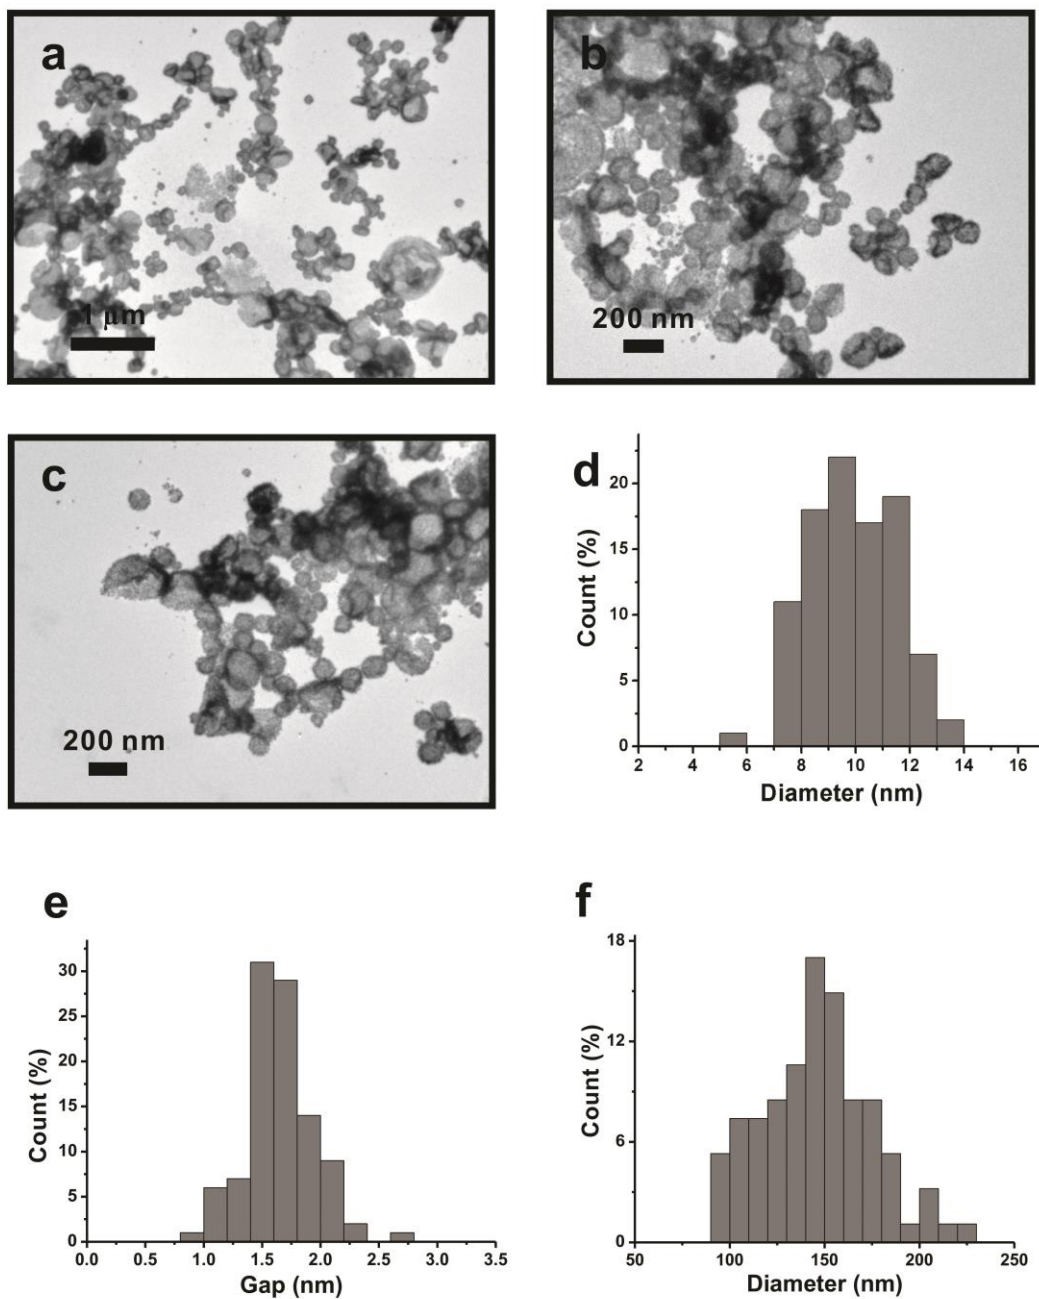 a
1 μm
b
200 nm
c
200 nm
d
Count (%)
20
15
10
5
0
2 4 6 8 10 12 14 16
Diameter (nm)
e
Count (%)
30
25
20
15
10
5
0
0.0 0.5 1.0 1.5 2.0 2.5 3.0 3.5
Gap (nm)
f
Count (%)
18
12
6
0
50 100 150 200 250
Diameter (nm)